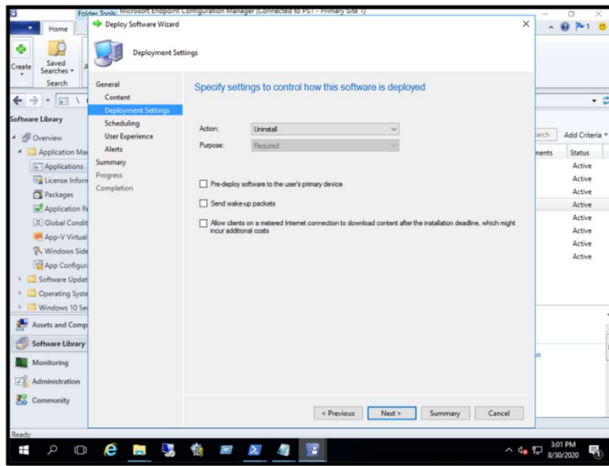 Folder Tools Microsoft Endpoint Configuration Manager (Connected to PS1 - Primary Site 1)
Home
Deploy Software Wizard
Create
Saved
Searches
Search
Deployment Settings
General
Content
Deployment Settings
Scheduling
User Experience
Alerts
Summary
Progress
Completion
Specify settings to control how this software is deployed
Action: Uninstall
Purpose: Required
Pre-deploy software to the user's primary device
Send wake-up packets
Allow clients on a metered Internet connection to download content after the installation deadline, which might
incur additional costs
< Previous
Next >
Summary
Cancel
Software Library
Overview
Application Ma
Applications
License Inform
Packages
Application R
Global Condit
App-V Virtual
Windows Side
App Configur
Software Updat
Operating Syste
Windows 10 Se
Assets and Comp
Software Library
Monitoring
Administration
Community
1
arch
Add Criteria
ments
Status
Active
Active
Active
Active
Active
Active
Active
Active
Ready
3:01 PM
8/30/2020